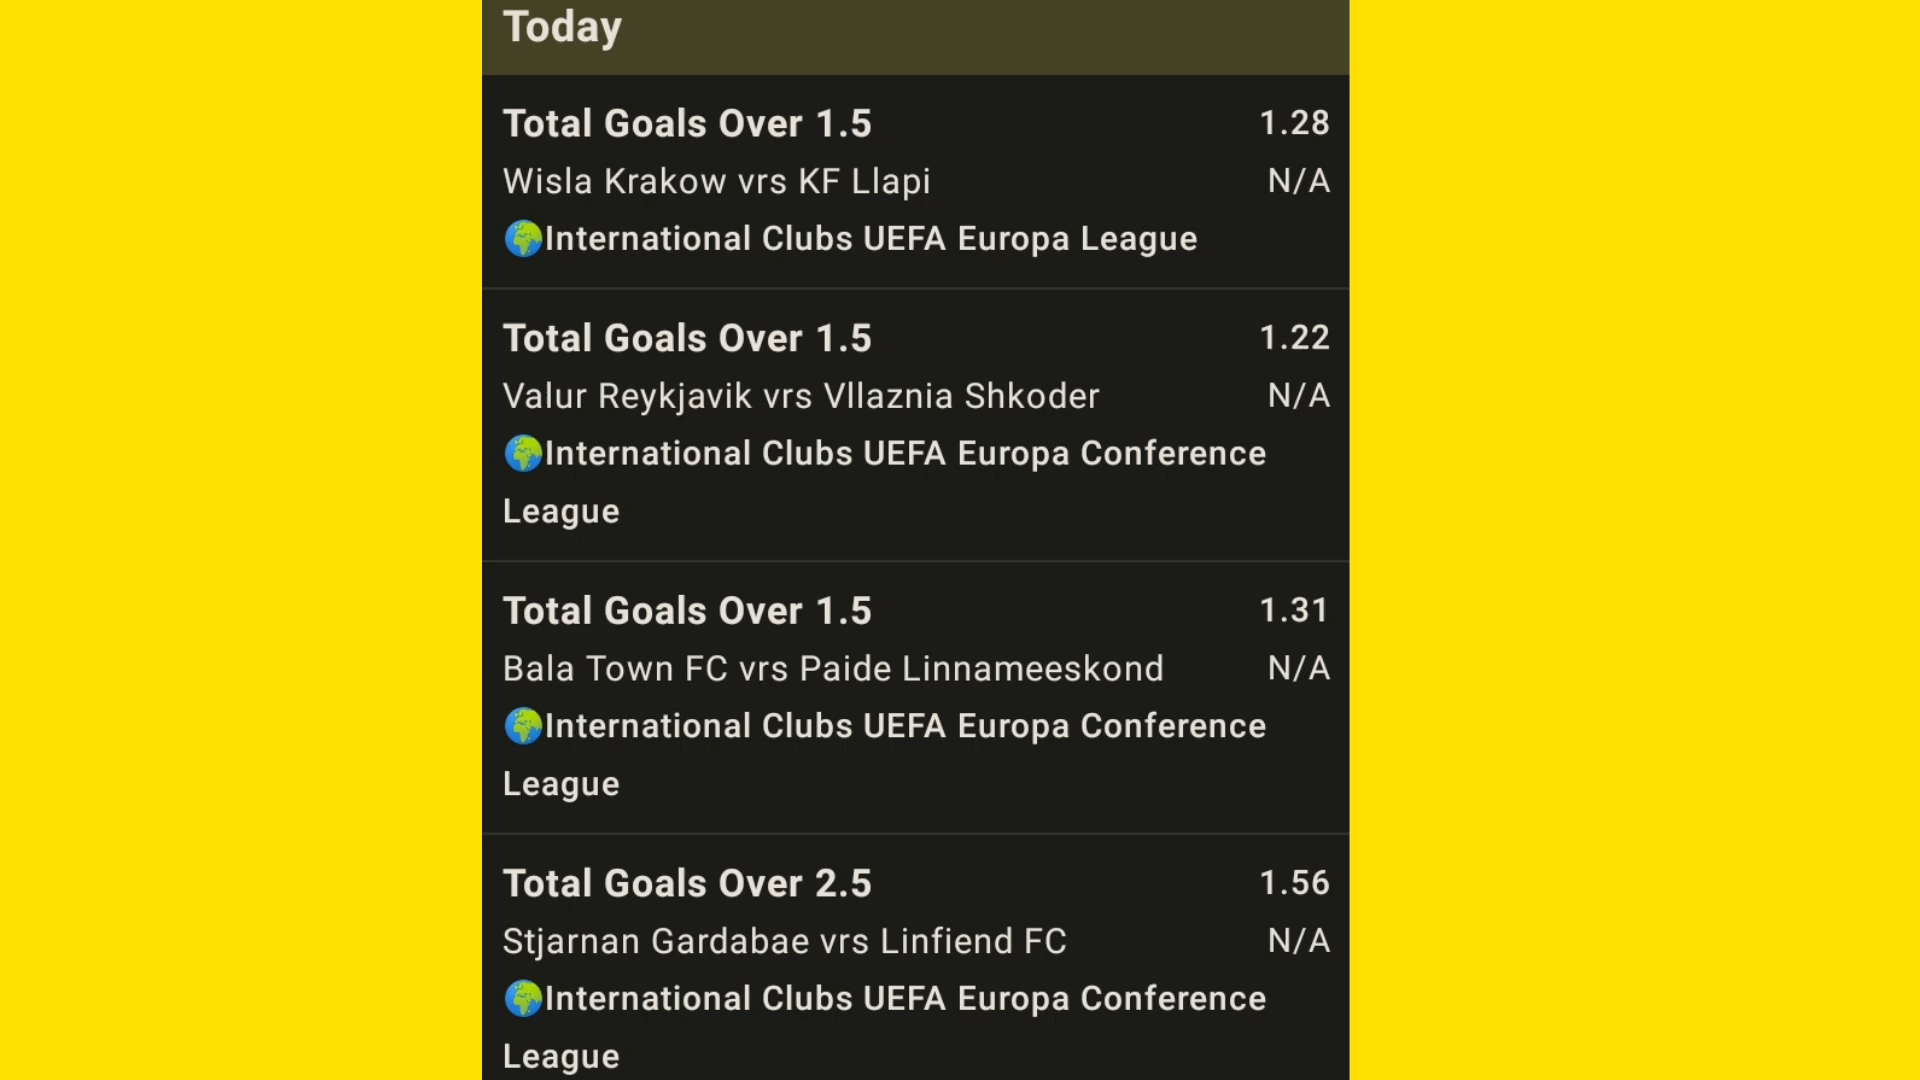 Today
Total Goals Over 1.5 1.28
Wisla Krakow vrs KF Llapi N/A
International Clubs UEFA Europa League
Total Goals Over 1.5 1.22
Valur Reykjavik vrs Vllaznia Shkoder N/A
International Clubs UEFA Europa Conference
League
Total Goals Over 1.5 1.31
Bala Town FC vrs Paide Linnameeskond N/A
International Clubs UEFA Europa Conference
League
Total Goals Over 2.5 1.56
Stjarnan Gardabae vrs Linfiend FC N/A
International Clubs UEFA Europa Conference
League